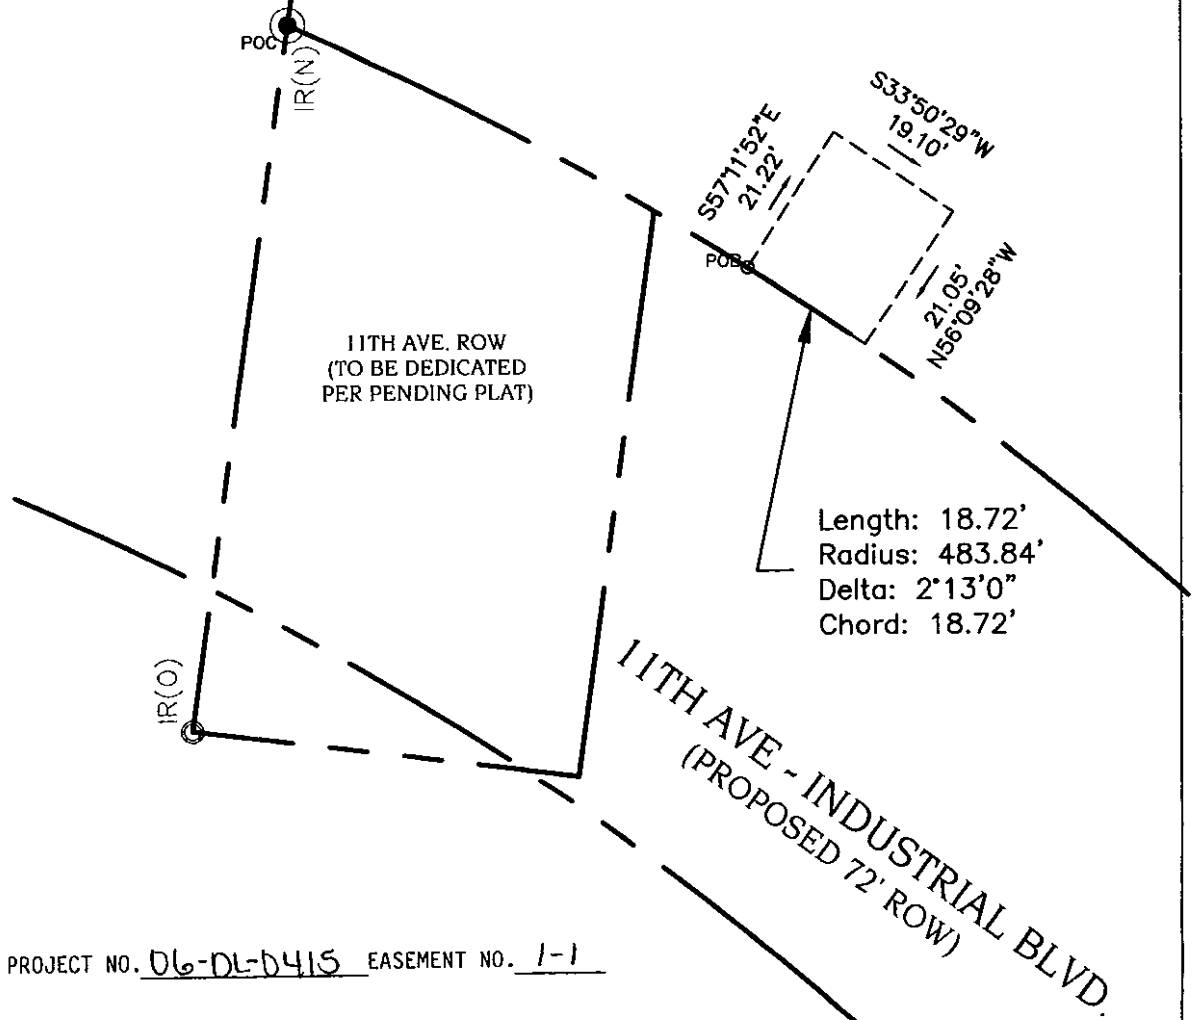 POC
IR(N)
S33°50'29"W
19.10'
S57°11'52"E
21.22'
POB
21.05'
N56°09'28"W
11TH AVE. ROW
(TO BE DEDICATED
PER PENDING PLAT)
Length: 18.72'
Radius: 483.84'
Delta: 2°13'0"
Chord: 18.72'
IR(O)
11TH AVE - INDUSTRIAL BLVD.
(PROPOSED 72' ROW)
PROJECT NO. 06-DL-0415 EASEMENT NO. 1-1